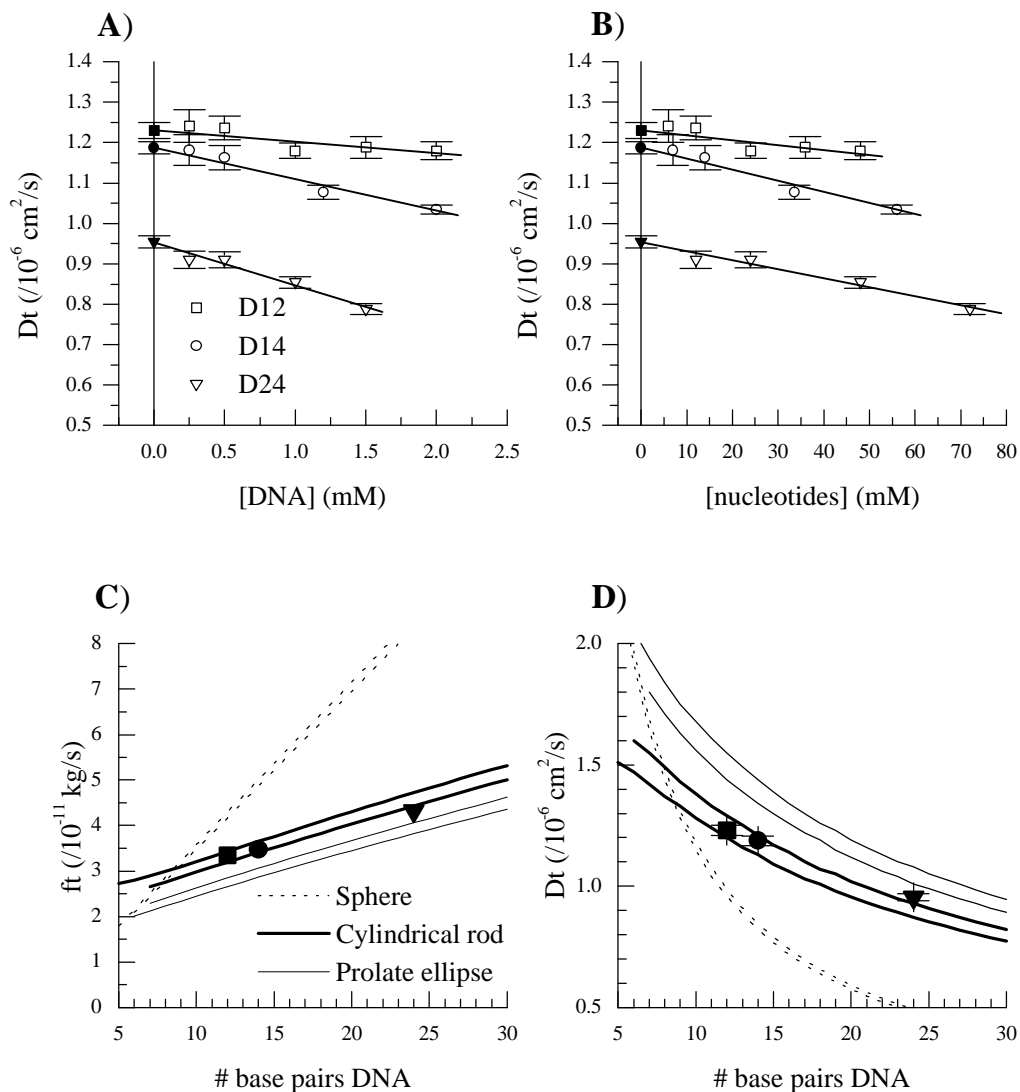 A)
Dt (/10⁻⁶ cm²/s)
1.4
1.3
1.2
1.1
1.0
0.9
0.8
0.7
0.6
0.5
D12
D14
D24
0.0 0.5 1.0 1.5 2.0 2.5
[DNA] (mM)
B)
Dt (/10⁻⁶ cm²/s)
1.4
1.3
1.2
1.1
1.0
0.9
0.8
0.7
0.6
0.5
0 10 20 30 40 50 60 70 80
[nucleotides] (mM)
C)
ft (/10⁻¹¹ kg/s)
8
7
6
5
4
3
2
1
0
Sphere
Cylindrical rod
Prolate ellipse
5 10 15 20 25 30
# base pairs DNA
D)
Dt (/10⁻⁶ cm²/s)
2.0
1.5
1.0
0.5
5 10 15 20 25 30
# base pairs DNA